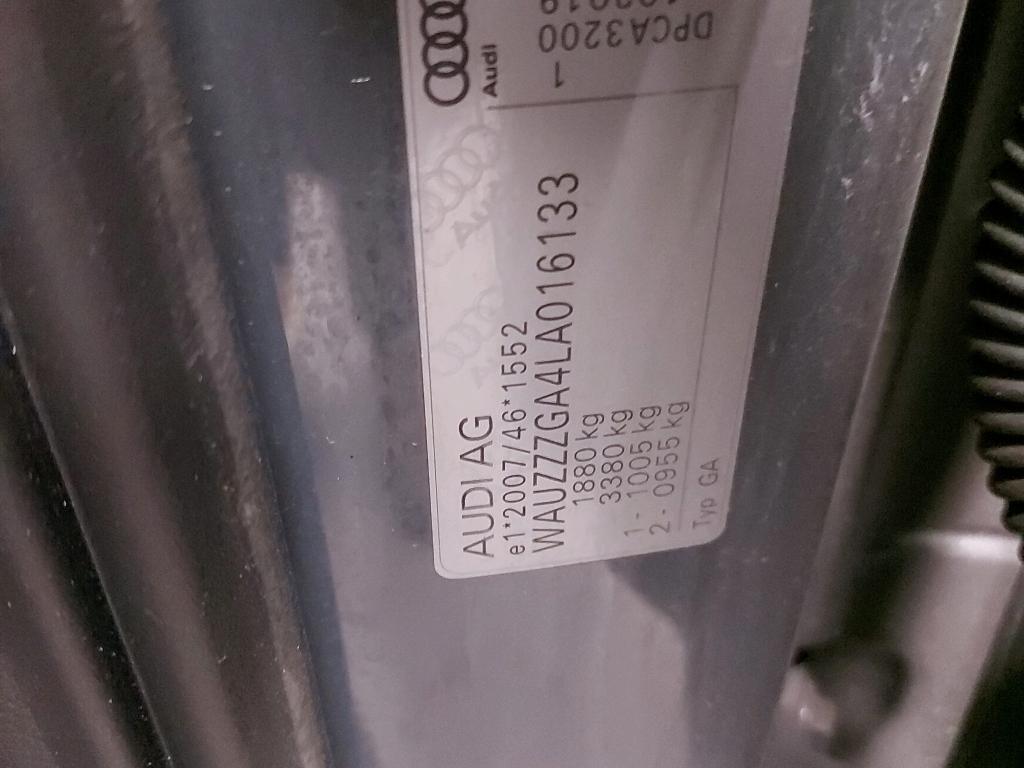 AUDI AG
e1*2007/46*1552
WAUZZZGA4LA016133
1880 kg
3380 kg
1 - 1005 kg
2 - 0955 kg
Typ GA
Audi
DPCA3200